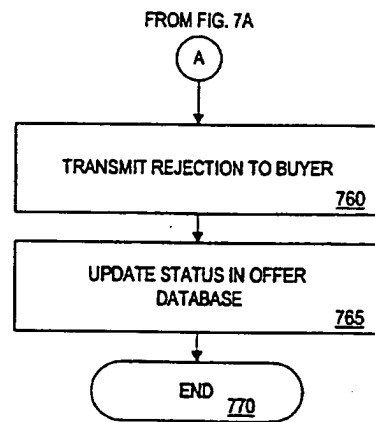 FROM FIG. 7A
A
TRANSMIT REJECTION TO BUYER
760
UPDATE STATUS IN OFFER
DATABASE
765
END
770